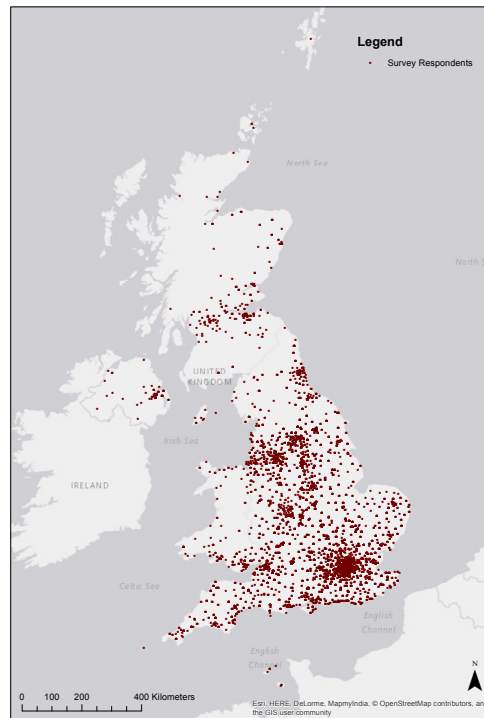 Legend
Survey Respondents
North Sea
North S
UNITED
KINGDOM
Irish Sea
IRELAND
Celtic Sea
English
Channel
English
Channel
N
0 100 200 400 Kilometers
Esri, HERE, DeLorme, MapmyIndia, © OpenStreetMap contributors, an
the GIS user community